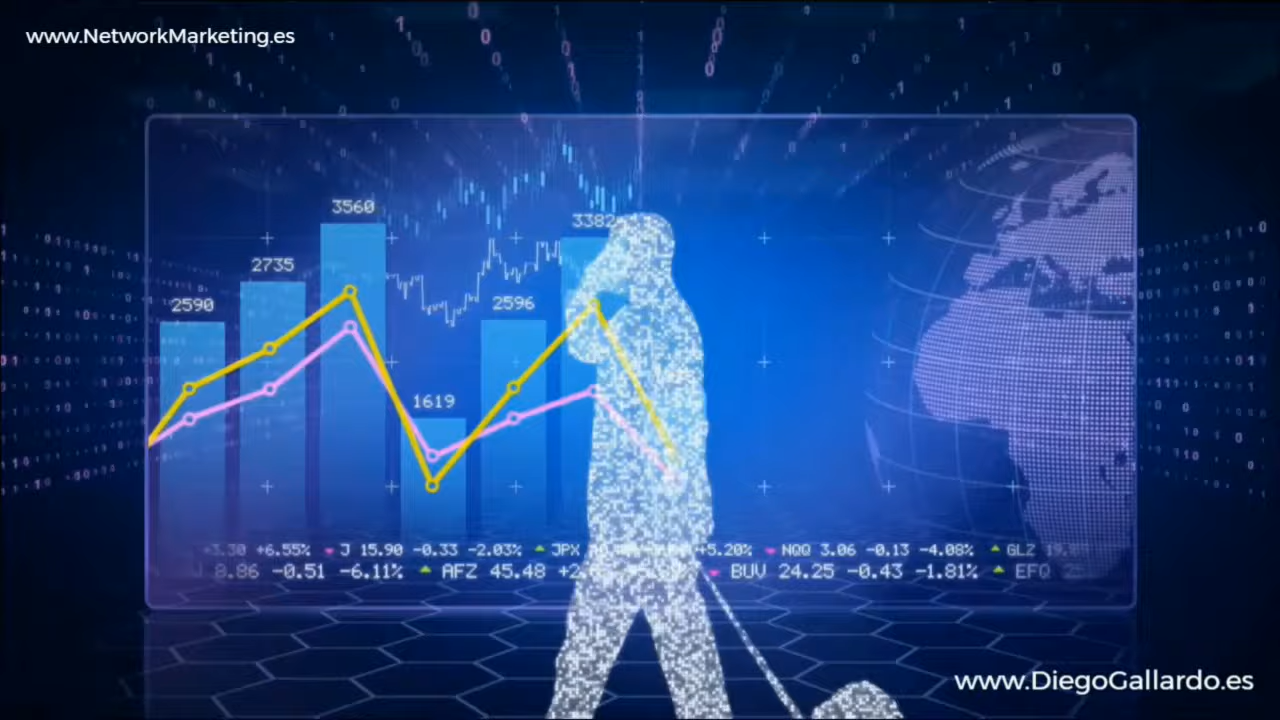 www.NetworkMarketing.es
3560
3382
2735
2590
2596
1619
+3.30 +6.55% J 15.90 -0.33 -2.03% JPX +5.20% NQQ 3.06 -0.13 -4.08% GLZ
8.86 -0.51 -6.11% AFZ 45.48 BUV 24.25 -0.43 -1.81% EFQ
www.DiegoGallardo.es